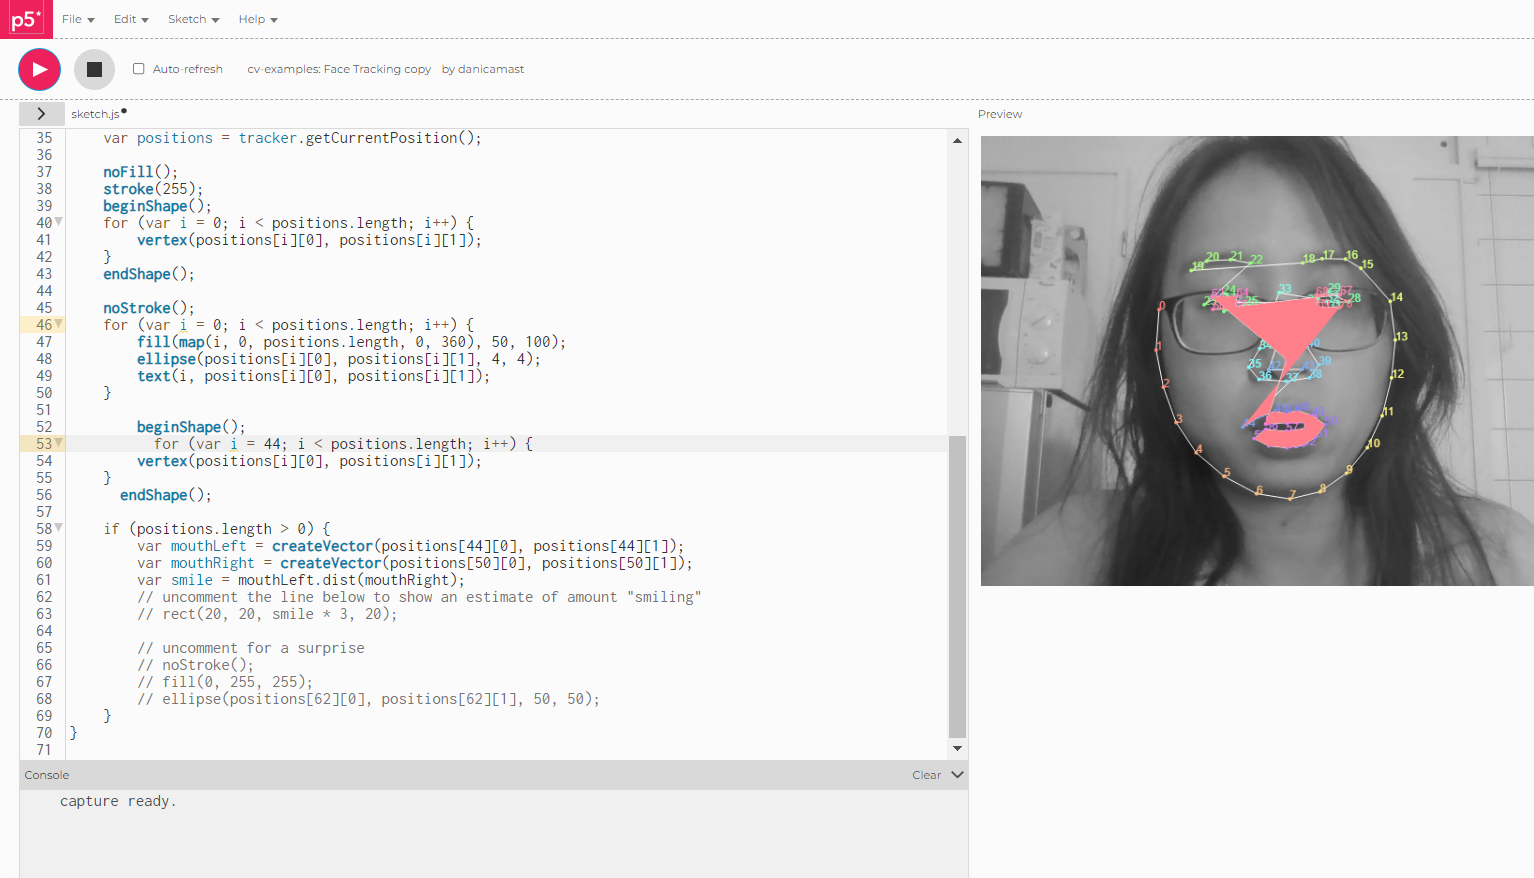 p5*
File Edit Sketch Help
Auto-refresh cv-examples: Face Tracking copy by danicamast
sketch.js
Preview
35 var positions = tracker.getCurrentPosition();
36
37 noFill();
38 stroke(255);
39 beginShape();
40 for (var i = 0; i < positions.length; i++) {
41 vertex(positions[i][0], positions[i][1]);
42 }
43 endShape();
44
45 noStroke();
46 for (var i = 0; i < positions.length; i++) {
47 fill(map(i, 0, positions.length, 0, 360), 50, 100);
48 ellipse(positions[i][0], positions[i][1], 4, 4);
49 text(i, positions[i][0], positions[i][1]);
50 }
51
52 beginShape();
53 for (var i = 44; i < positions.length; i++) {
54 vertex(positions[i][0], positions[i][1]);
55 }
56 endShape();
57
58 if (positions.length > 0) {
59 var mouthLeft = createVector(positions[44][0], positions[44][1]);
60 var mouthRight = createVector(positions[50][0], positions[50][1]);
61 var smile = mouthLeft.dist(mouthRight);
62 // uncomment the line below to show an estimate of amount "smiling"
63 // rect(20, 20, smile * 3, 20);
64
65 // uncomment for a surprise
66 // noStroke();
67 // fill(0, 255, 255);
68 // ellipse(positions[62][0], positions[62][1], 50, 50);
69 }
70 }
71
Console Clear
capture ready.
20 21 22 18 17 16
19 15
33 29
0 28 14
13
1 35 39
36 37 38 12
2
3 11
4 10
5 9
6 7 8